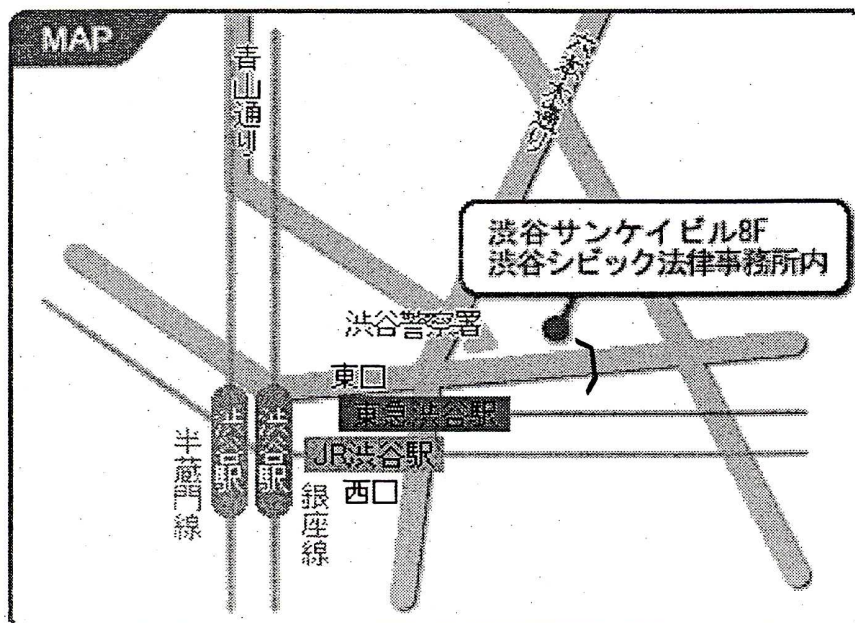 MAP
青山通り
六本木通り
渋谷サンケイビル8F
渋谷シビック法律事務所内
渋谷警察署
東口
東急渋谷駅
渋谷駅
渋谷駅
JR渋谷駅
半蔵門線
銀座線
西口